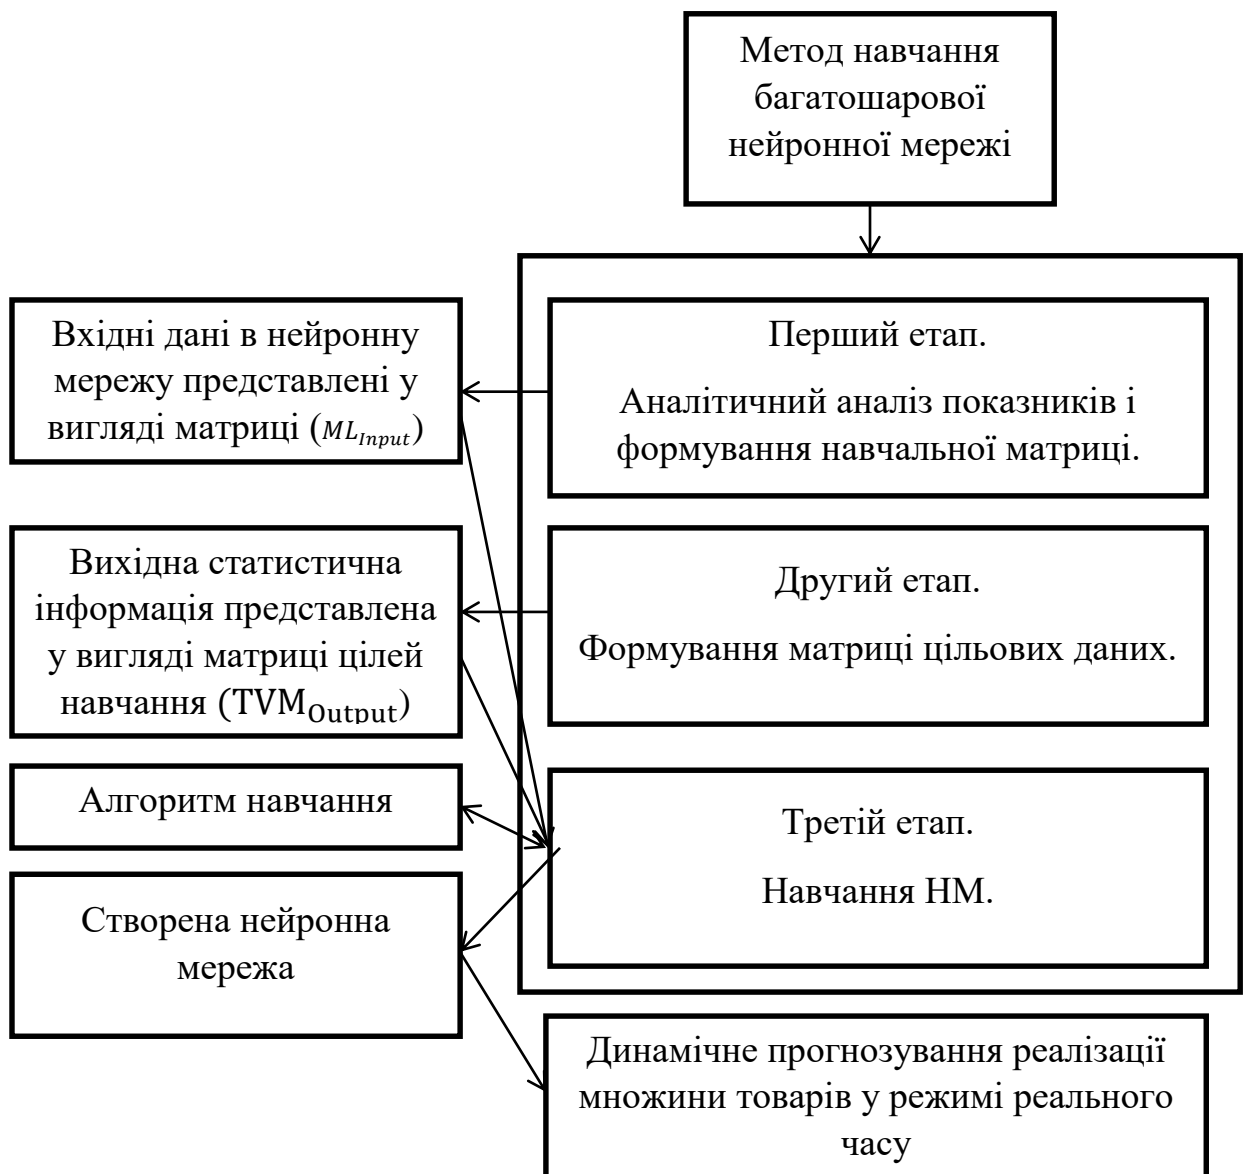 Метод навчання
багатошарової
нейронної мережі
Вхідні дані в нейронну
мережу представлені у
вигляді матриці (ML_Input)
Перший етап.
Аналітичний аналіз показників і
формування навчальної матриці.
Вихідна статистична
інформація представлена
у вигляді матриці цілей
навчання (TVM_Output)
Другий етап.
Формування матриці цільових даних.
Алгоритм навчання
Третій етап.
Навчання НМ.
Створена нейронна
мережа
Динамічне прогнозування реалізації
множини товарів у режимі реального
часу